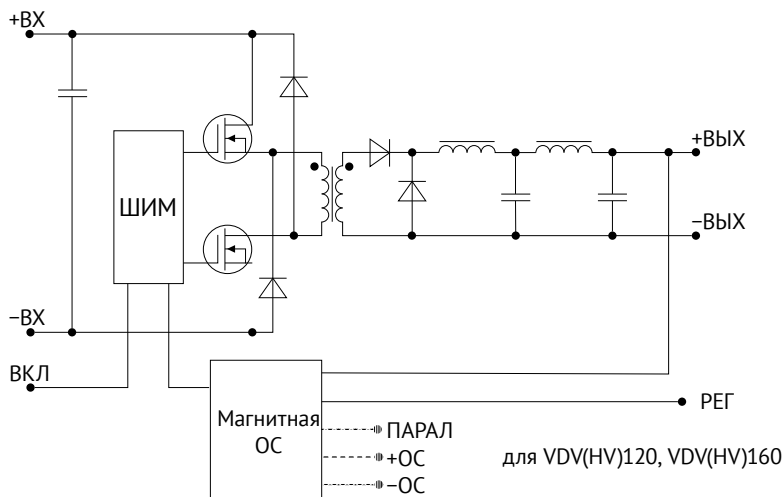 +ВХ
+ВЫХ
ШИМ
−ВЫХ
−ВХ
ВКЛ
РЕГ
Магнитная
ОС
ПАРАЛ
+ОС
для VDV(HV)120, VDV(HV)160
−ОС